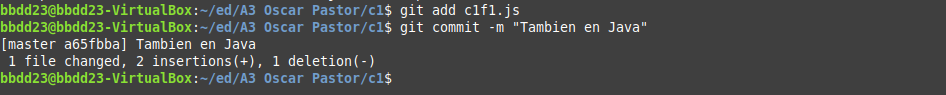 bbdd23@bbdd23-VirtualBox:~/ed/A3 Oscar Pastor/c1$ git add c1f1.js
bbdd23@bbdd23-VirtualBox:~/ed/A3 Oscar Pastor/c1$ git commit -m "Tambien en Java"
[master a65fbba] Tambien en Java
 1 file changed, 2 insertions(+), 1 deletion(-)
bbdd23@bbdd23-VirtualBox:~/ed/A3 Oscar Pastor/c1$